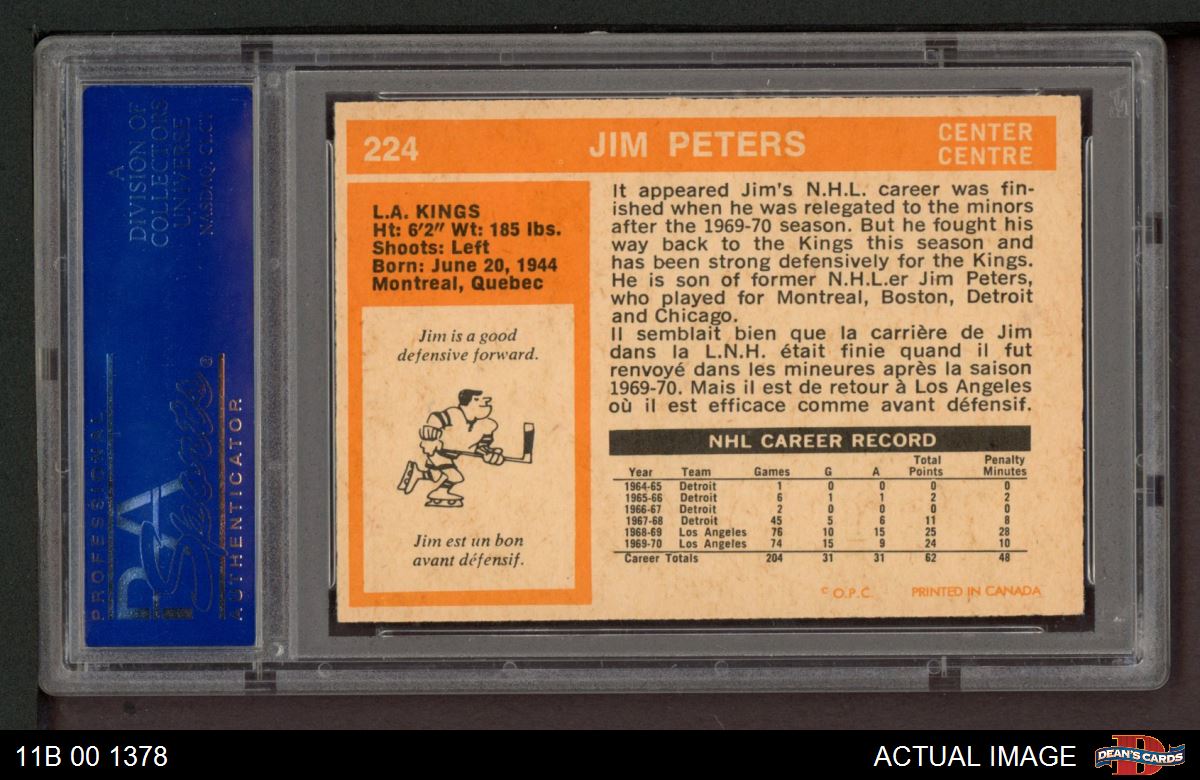 A
DIVISION OF
COLLECTORS
UNIVERSE
NASDAQ: CLCT
PROFESSIONAL
PSA
Sports
®
AUTHENTICATOR
224 JIM PETERS CENTER
CENTRE
L.A. KINGS
Ht: 6'2" Wt: 185 lbs.
Shoots: Left
Born: June 20, 1944
Montreal, Quebec
Jim is a good
defensive forward.
Jim est un bon
avant défensif.
It appeared Jim's N.H.L. career was fin-
ished when he was relegated to the minors
after the 1969-70 season. But he fought his
way back to the Kings this season and
has been strong defensively for the Kings.
He is son of former N.H.L.er Jim Peters,
who played for Montreal, Boston, Detroit
and Chicago.
Il semblait bien que la carrière de Jim
dans la L.N.H. était finie quand il fut
renvoyé dans les mineures après la saison
1969-70. Mais il est de retour à Los Angeles
où il est efficace comme avant défensif.
NHL CAREER RECORD
Year Team Games G A Total Points Penalty Minutes
1964-65 Detroit 1 0 0 0 0
1965-66 Detroit 6 1 1 2 2
1966-67 Detroit 2 0 0 0 0
1967-68 Detroit 45 5 6 11 8
1968-69 Los Angeles 76 10 15 25 28
1969-70 Los Angeles 74 15 9 24 10
Career Totals 204 31 31 62 48
© O.P.C. PRINTED IN CANADA
11B 00 1378
ACTUAL IMAGE
DEAN'S CARDS